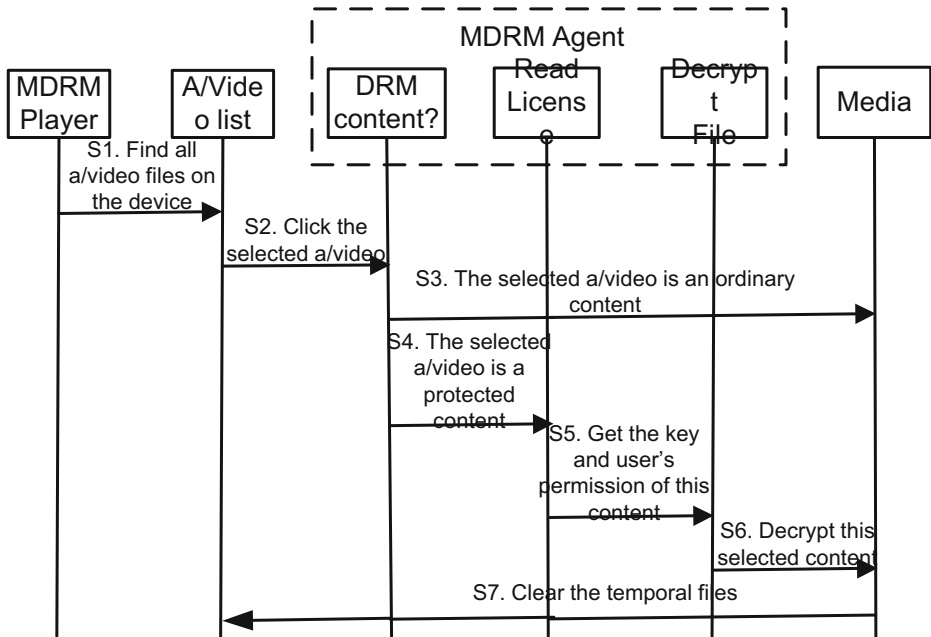 MDRM Agent
MDRM
Player
A/Vide
o list
DRM
content?
Read
Licens
e
Decryp
t
File
Media
S1. Find all
a/video files on
the device
S2. Click the
selected a/video
S3. The selected a/video is an ordinary
content
S4. The selected
a/video is a
protected
content
S5. Get the key
and user's
permission of this
content
S6. Decrypt this
selected content
S7. Clear the temporal files